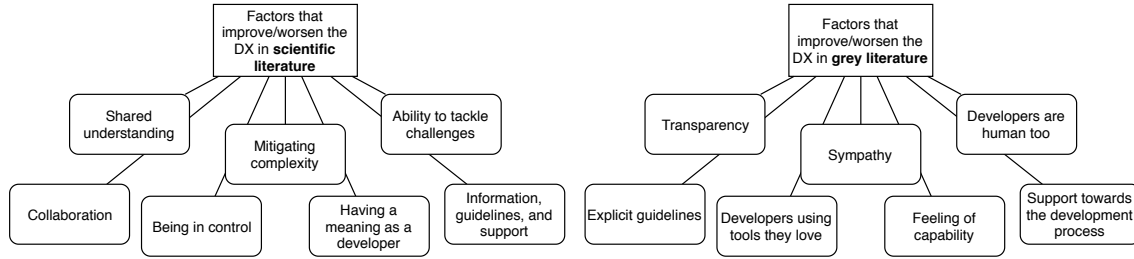 Factors that
improve/worsen the
DX in scientific
literature
Shared
understanding
Ability to tackle
challenges
Mitigating
complexity
Collaboration
Being in control
Having a
meaning as a
developer
Information,
guidelines, and
support
Factors that
improve/worsen the
DX in grey literature
Transparency
Developers are
human too
Sympathy
Explicit guidelines
Developers using
tools they love
Feeling of
capability
Support towards
the development
process